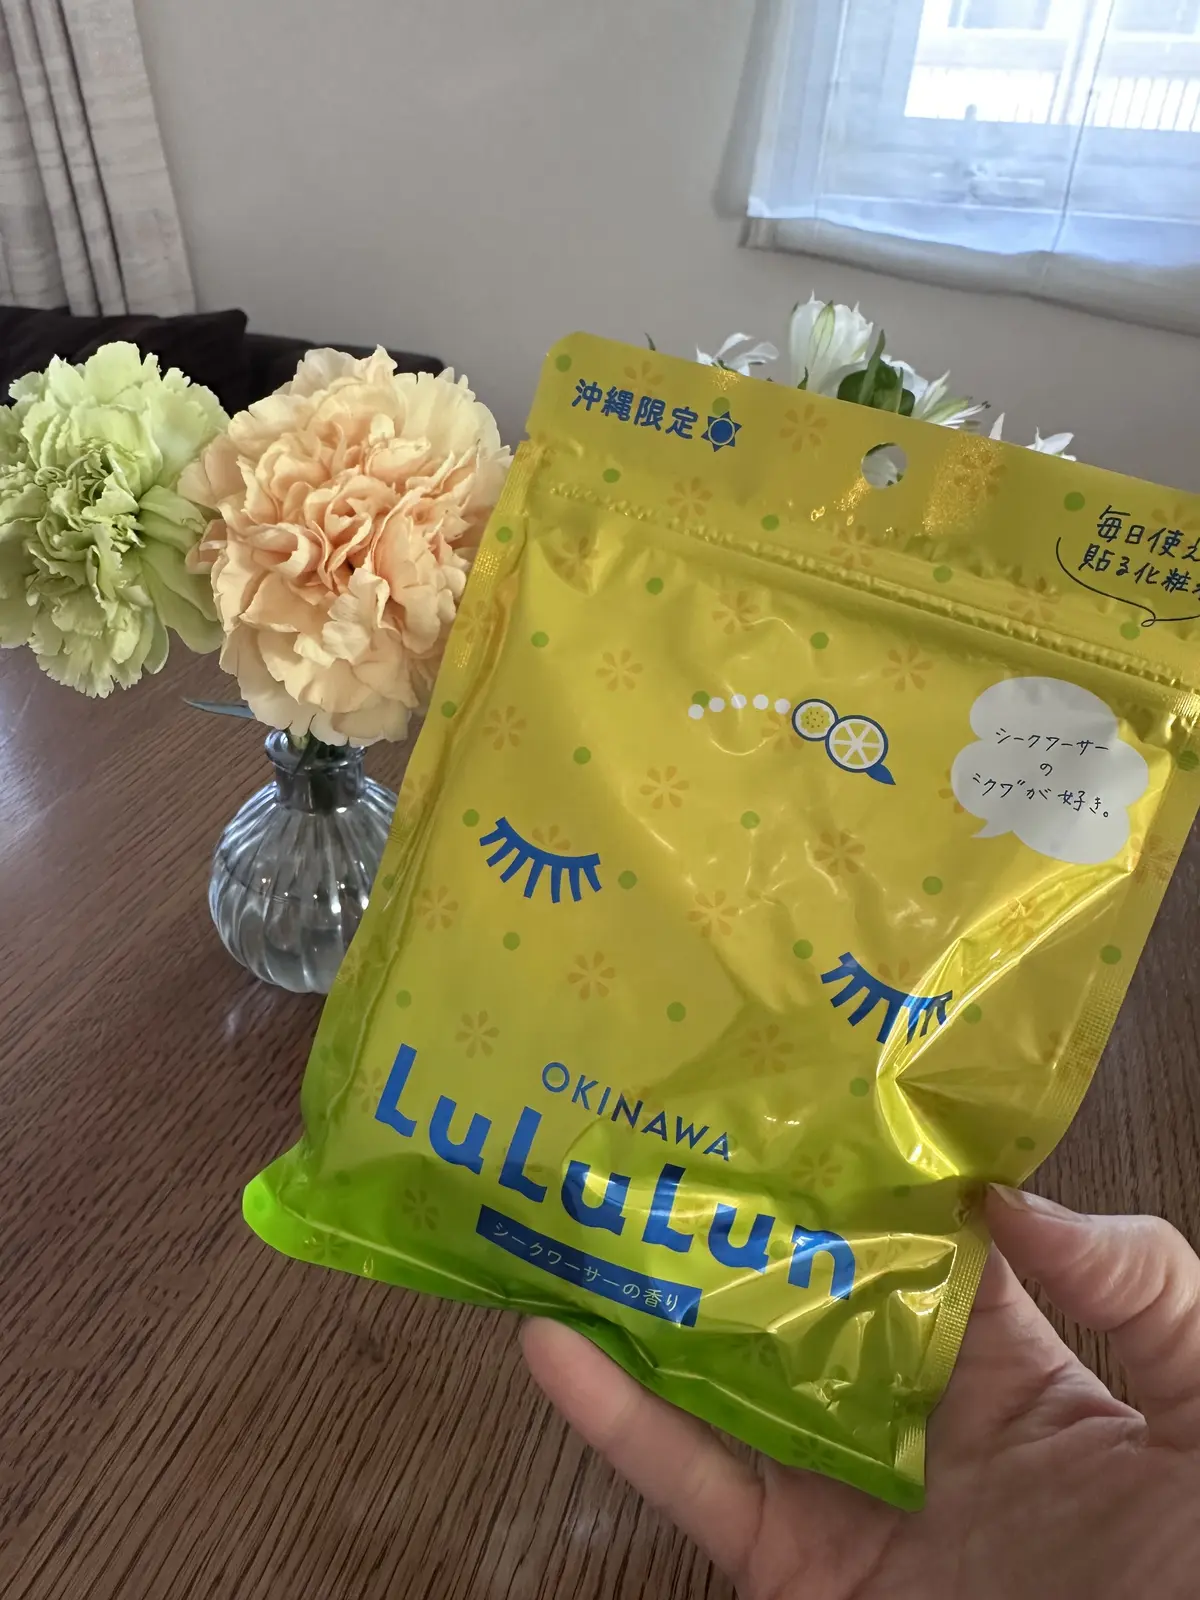 沖縄限定
毎日使え
貼る化粧
シークワーサー
の
ミクワ゛が好き。
OKINAWA
LuLuLun
シークワーサーの香り